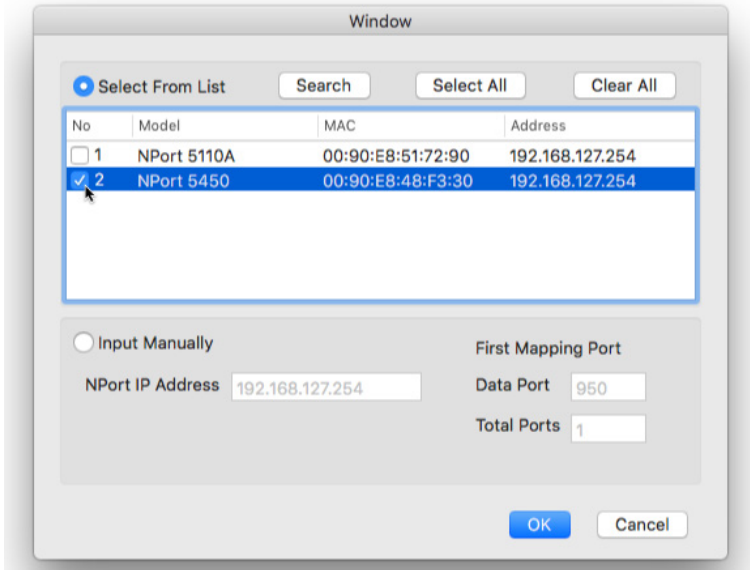 Window
Select From List Search Select All Clear All
No Model MAC Address
1 NPort 5110A 00:90:E8:51:72:90 192.168.127.254
2 NPort 5450 00:90:E8:48:F3:30 192.168.127.254
Input Manually
First Mapping Port
NPort IP Address 192.168.127.254 Data Port 950
Total Ports 1
OK Cancel